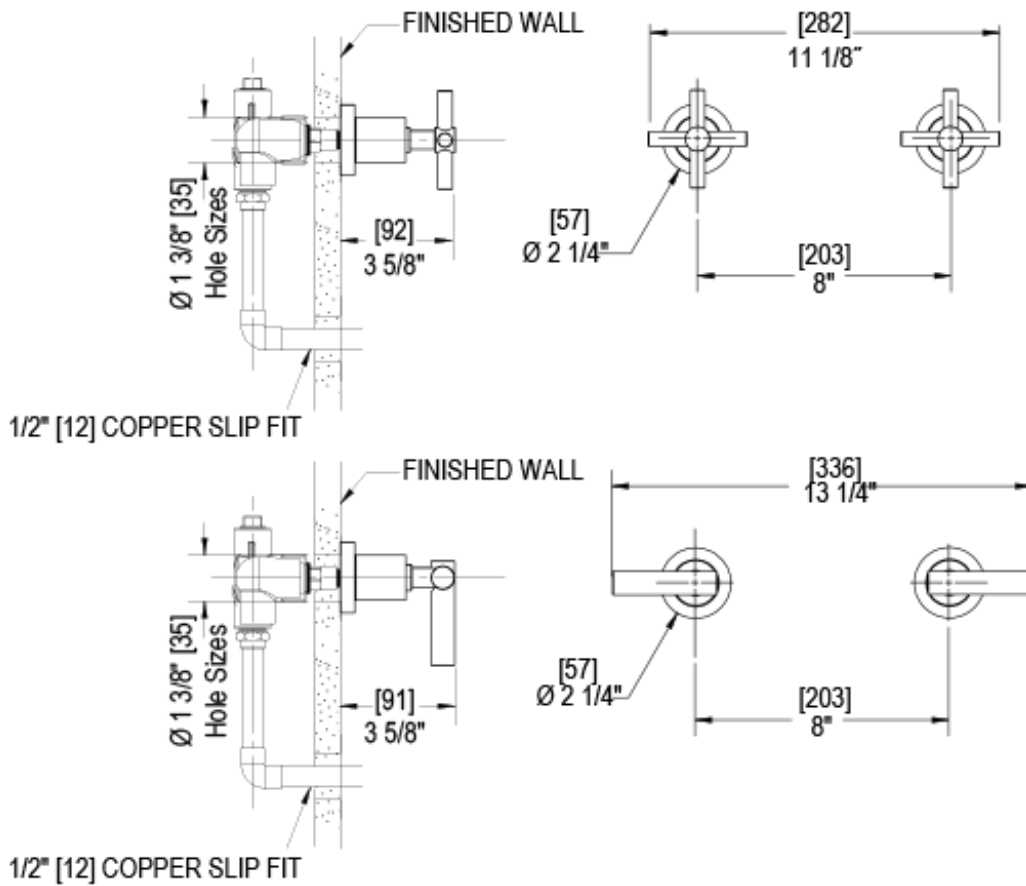 FINISHED WALL
[282]
11 1/8"
Ø 1 3/8" [35]
Hole Sizes
[92]
3 5/8"
[57]
Ø 2 1/4"
[203]
8"
1/2" [12] COPPER SLIP FIT
FINISHED WALL
[336]
13 1/4"
Ø 1 3/8" [35]
Hole Sizes
[91]
3 5/8"
[57]
Ø 2 1/4"
[203]
8"
1/2" [12] COPPER SLIP FIT